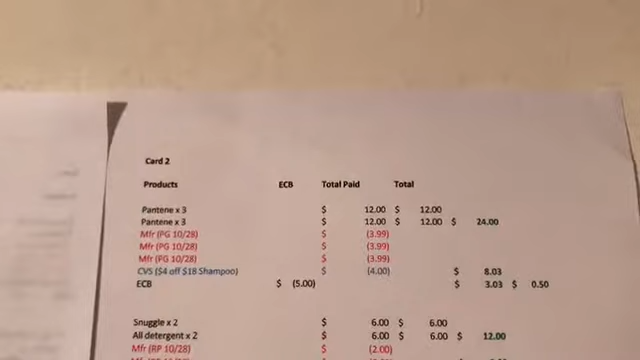 Card 2
Products ECB Total Paid Total
Pantene x 3 $ 12.00 $ 12.00
Pantene x 3 $ 12.00 $ 12.00 $ 24.00
Mfr (PG 10/28) $ (3.99)
Mfr (PG 10/28) $ (3.99)
Mfr (PG 10/28) $ (3.99)
CVS ($4 off $18 Shampoo) $ (4.00) $ 8.03
ECB $ (5.00) $ 3.03 $ 0.50
Snuggle x 2 $ 6.00 $ 6.00
All detergent x 2 $ 6.00 $ 6.00 $ 12.00
Mfr (RP 10/28) $ (2.00)